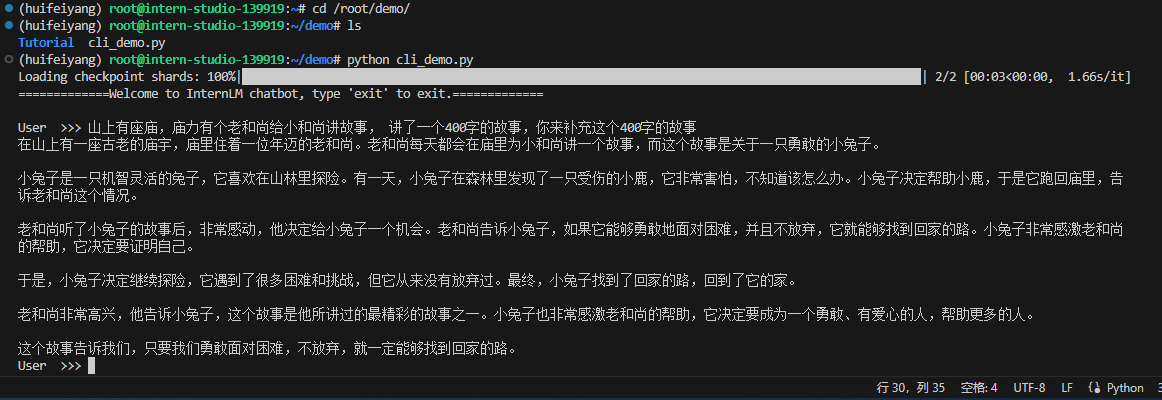 (huifeiyang) root@intern-studio-139919:~# cd /root/demo/
(huifeiyang) root@intern-studio-139919:~/demo# ls
Tutorial  cli_demo.py
(huifeiyang) root@intern-studio-139919:~/demo# python cli_demo.py
Loading checkpoint shards: 100%| | 2/2 [00:03<00:00,  1.66s/it]
=============Welcome to InternLM chatbot, type 'exit' to exit.=============
User  >>> 山上有座庙，庙力有个老和尚给小和尚讲故事， 讲了一个400字的故事，你来补充这个400字的故事
在山上有一座古老的庙宇，庙里住着一位年迈的老和尚。老和尚每天都会在庙里为小和尚讲一个故事，而这个故事是关于一只勇敢的小兔子。
小兔子是一只机智灵活的兔子，它喜欢在山林里探险。有一天，小兔子在森林里发现了一只受伤的小鹿，它非常害怕，不知道该怎么办。小兔子决定帮助小鹿，于是它跑回庙里，告
诉老和尚这个情况。
老和尚听了小兔子的故事后，非常感动，他决定给小兔子一个机会。老和尚告诉小兔子，如果它能够勇敢地面对困难，并且不放弃，它就能够找到回家的路。小兔子非常感激老和尚
的帮助，它决定要证明自己。
于是，小兔子决定继续探险，它遇到了很多困难和挑战，但它从来没有放弃过。最终，小兔子找到了回家的路，回到了它的家。
老和尚非常高兴，他告诉小兔子，这个故事是他所讲过的最精彩的故事之一。小兔子也非常感激老和尚的帮助，它决定要成为一个勇敢、有爱心的人，帮助更多的人。
这个故事告诉我们，只要我们勇敢面对困难，不放弃，就一定能够找到回家的路。
User  >>>
行 30，列 35  空格: 4  UTF-8  LF  Python  3